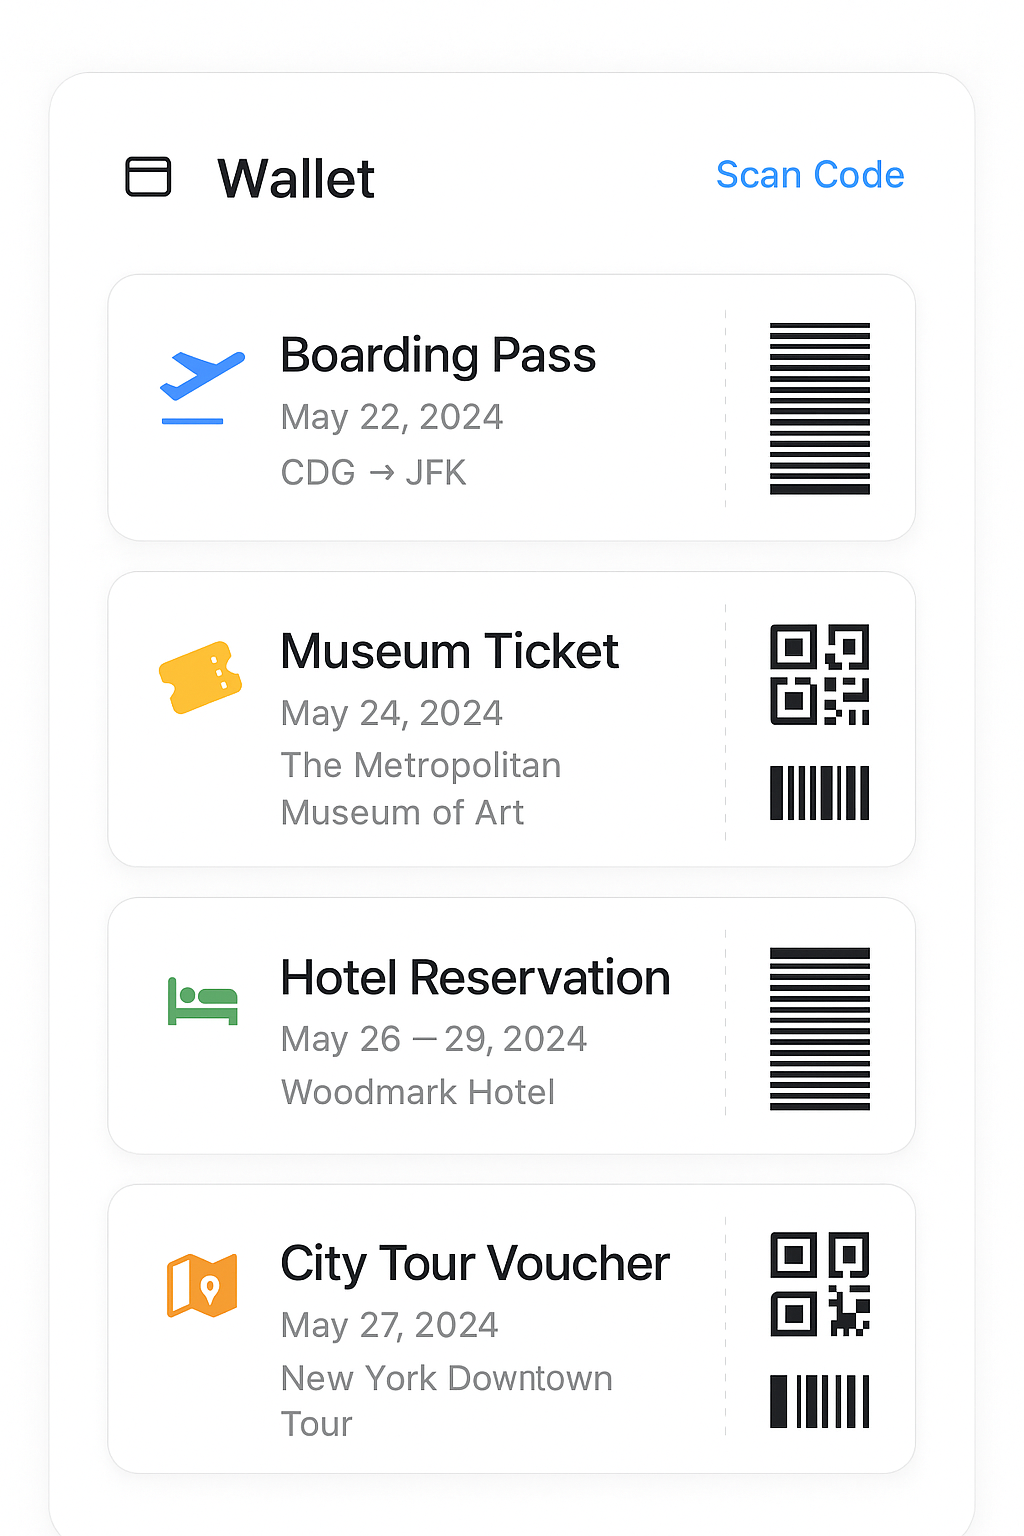 Wallet
Scan Code
Boarding Pass
May 22, 2024
CDG → JFK
Museum Ticket
May 24, 2024
The Metropolitan
Museum of Art
Hotel Reservation
May 26 — 29, 2024
Woodmark Hotel
City Tour Voucher
May 27, 2024
New York Downtown
Tour